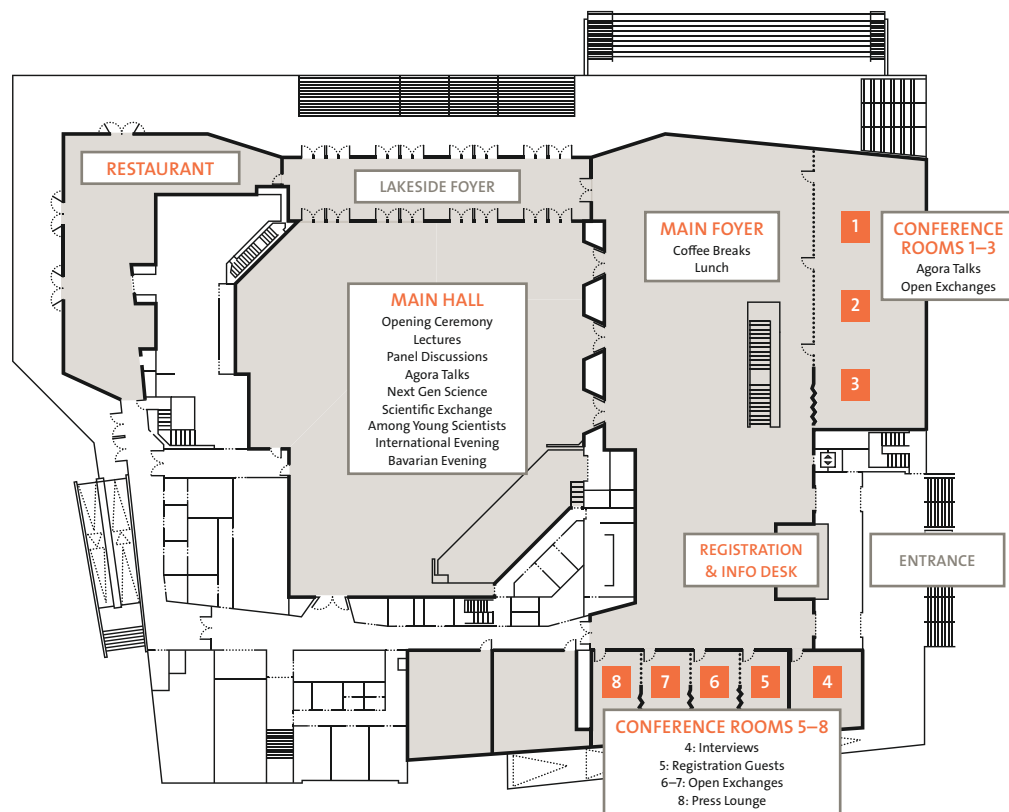 RESTAURANT
LAKESIDE FOYER
MAIN FOYER
Coffee Breaks
Lunch
1
2
3
CONFERENCE
ROOMS 1–3
Agora Talks
Open Exchanges
MAIN HALL
Opening Ceremony
Lectures
Panel Discussions
Agora Talks
Next Gen Science
Scientific Exchange
Among Young Scientists
International Evening
Bavarian Evening
REGISTRATION
& INFO DESK
ENTRANCE
8
7
6
5
4
CONFERENCE ROOMS 5–8
4: Interviews
5: Registration Guests
6–7: Open Exchanges
8: Press Lounge